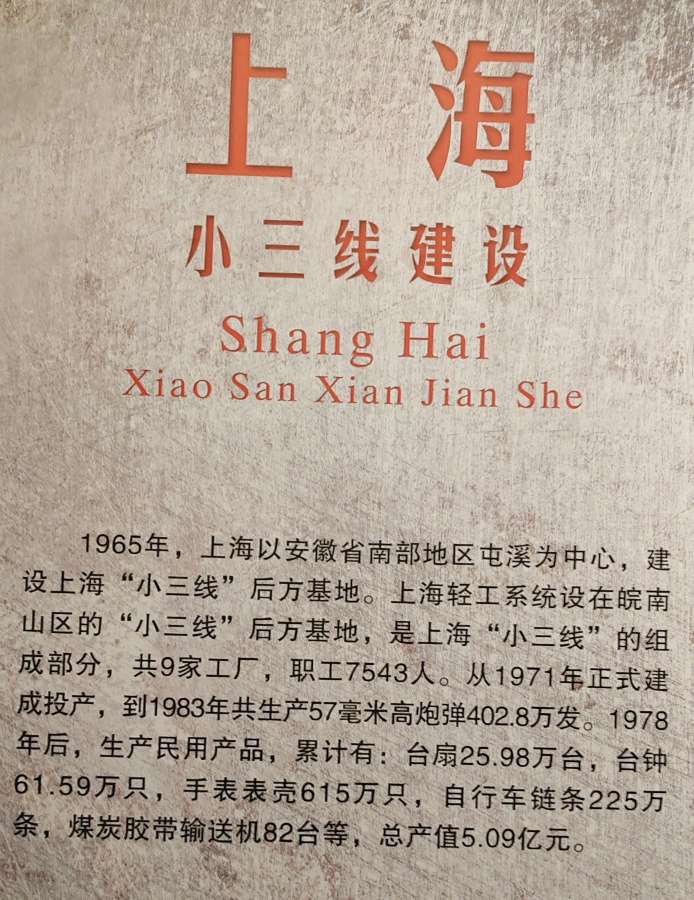 上海
小三线建设
Shang Hai
Xiao San Xian Jian She
1965年，上海以安徽省南部地区屯溪为中心，建
设上海“小三线”后方基地。上海轻工系统设在皖南
山区的“小三线”后方基地，是上海“小三线”的组
成部分，共9家工厂，职工7543人。从1971年正式建
成投产，到1983年共生产57毫米高炮弹402.8万发。1978
年后，生产民用产品，累计有：台扇25.98万台，台钟
61.59万只，手表表壳615万只，自行车链条225万
条，煤炭胶带输送机82台等，总产值5.09亿元。